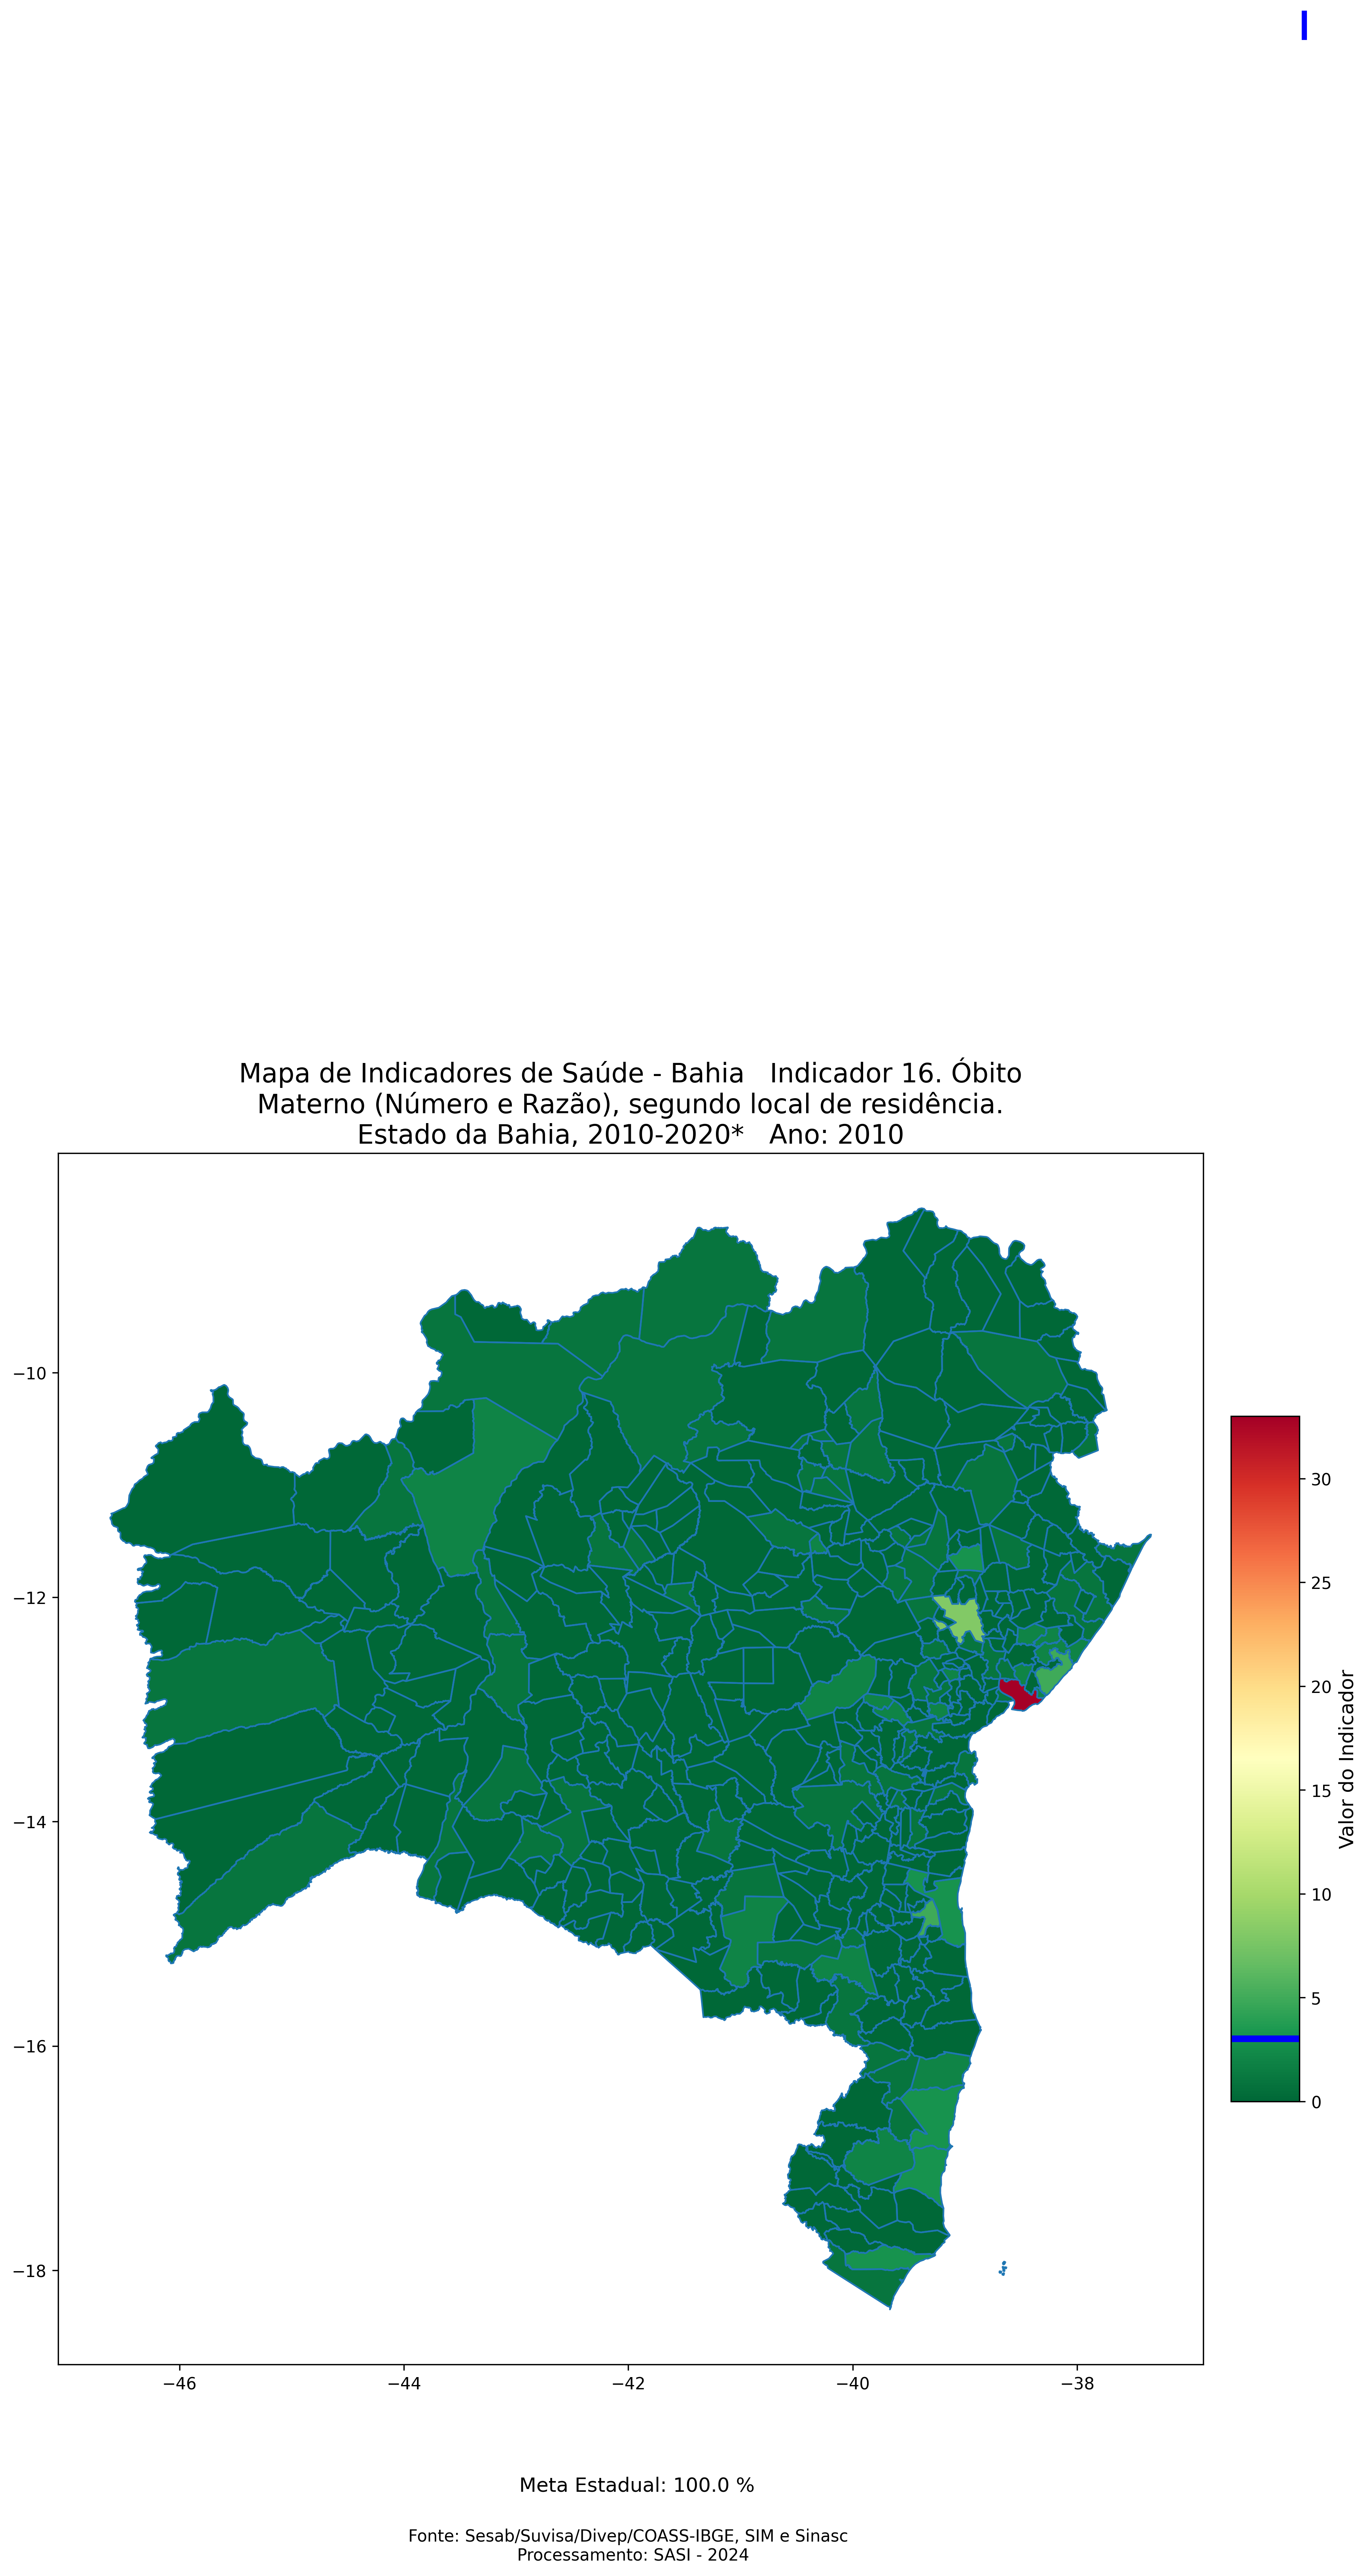 Mapa de Indicadores de Saúde - Bahia   Indicador 16. Óbito
Materno (Número e Razão), segundo local de residência.
Estado da Bahia, 2010-2020*   Ano: 2010
−10
−12
−14
−16
−18
−46
−44
−42
−40
−38
30
25
20
15
10
5
0
Valor do Indicador
Meta Estadual: 100.0 %
Fonte: Sesab/Suvisa/Divep/COASS-IBGE, SIM e Sinasc
Processamento: SASI - 2024